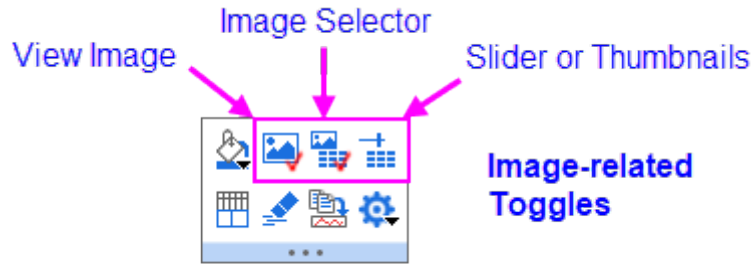 Image Selector
View Image
Slider or Thumbnails
Image-related
Toggles